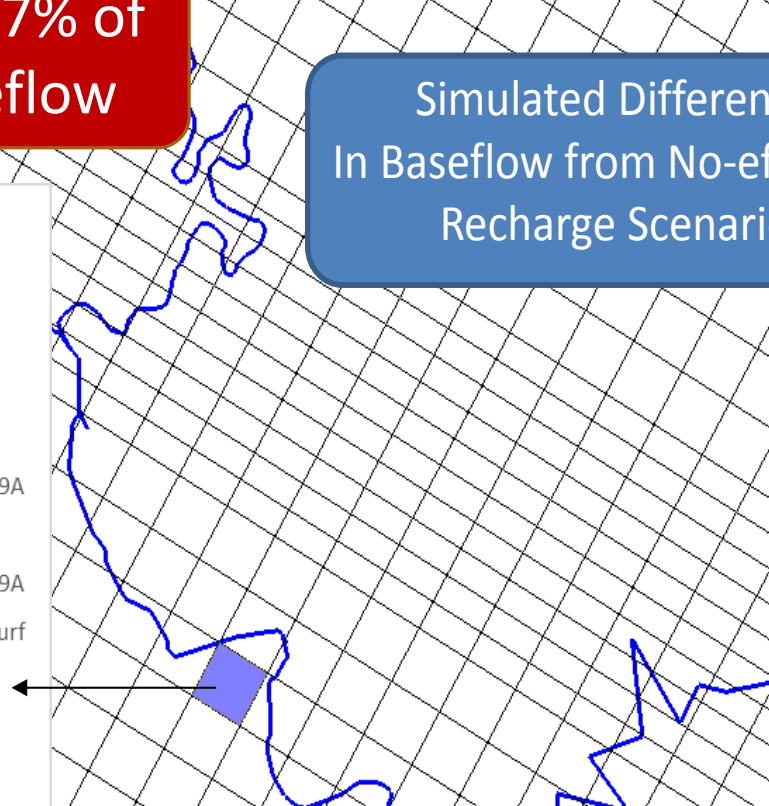 7% of
eflow
Simulated Differen
In Baseflow from No-ef
Recharge Scenari
9A
9A
urf